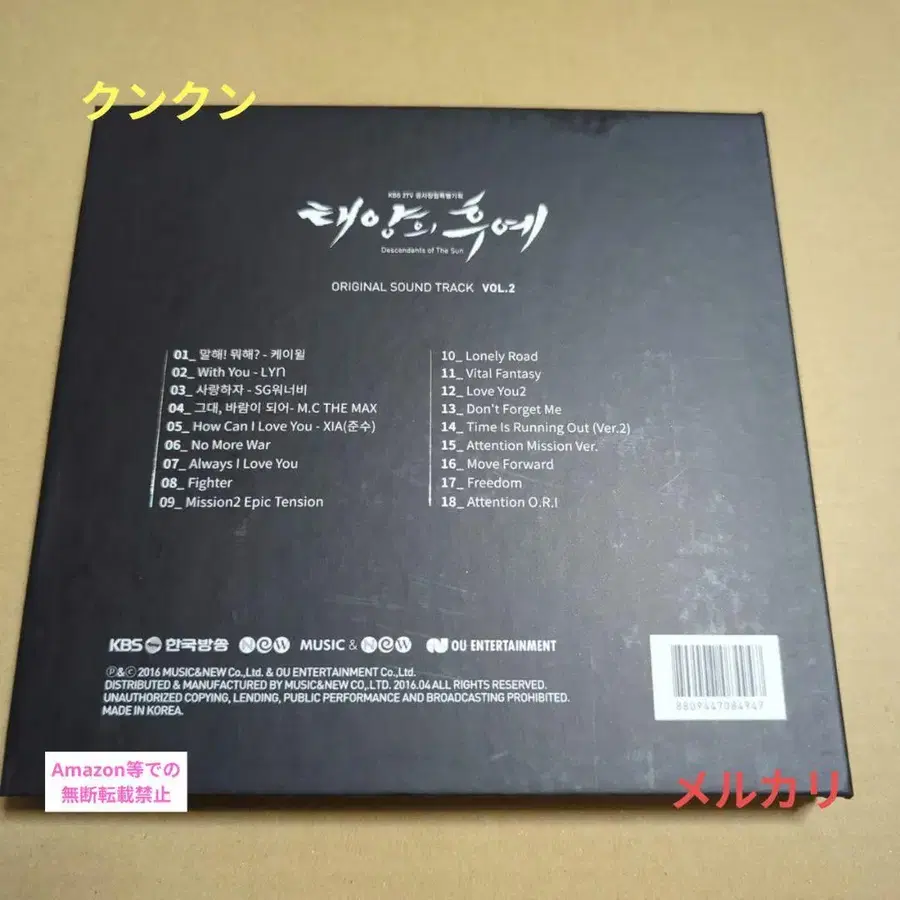 クンクン
KBS 2TV 공사창립특별기획
태양의 후예
Descendants of The Sun
ORIGINAL SOUND TRACK VOL.2
01_ 말해! 뭐해? - 케이윌
02_ With You - LYn
03_ 사랑하자 - SG워너비
04_ 그대, 바람이 되어- M.C THE MAX
05_ How Can I Love You - XIA(준수)
06_ No More War
07_ Always I Love You
08_ Fighter
09_ Mission2 Epic Tension
10_ Lonely Road
11_ Vital Fantasy
12_ Love You2
13_ Don't Forget Me
14_ Time Is Running Out (Ver.2)
15_ Attention Mission Ver.
16_ Move Forward
17_ Freedom
18_ Attention O.R.I
KBS 한국방송 NEW MUSIC & NEW OU ENTERTAINMENT
Ⓟ&ⓒ 2016 MUSIC&NEW Co.,Ltd. & OU ENTERTAINMENT Co.,Ltd.
DISTRIBUTED & MANUFACTURED BY MUSIC&NEW CO,.LTD. 2016.04 ALL RIGHTS RESERVED.
UNAUTHORIZED COPYING, LENDING, PUBLIC PERFORMANCE AND BROADCASTING PROHIBITED.
MADE IN KOREA.
8809447084947
Amazon等での
無断転載禁止
メルカリ